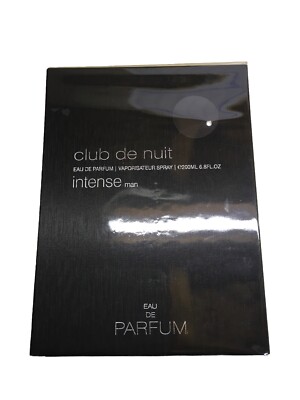 club de nuit
EAU DE PARFUM | VAPORISATEUR SPRAY | ℮200ML 6.8FL.OZ
intense man
EAU
DE
PARFUM